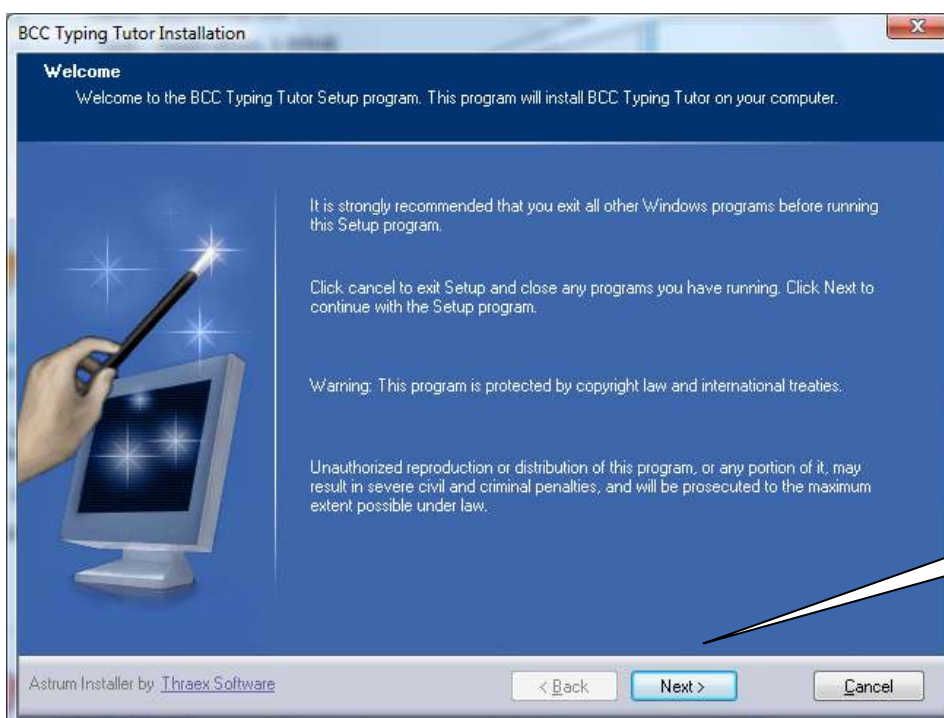 BCC Typing Tutor Installation
Welcome
Welcome to the BCC Typing Tutor Setup program. This program will install BCC Typing Tutor on your computer.
It is strongly recommended that you exit all other Windows programs before running
this Setup program.
Click cancel to exit Setup and close any programs you have running. Click Next to
continue with the Setup program.
Warning: This program is protected by copyright law and international treaties.
Unauthorized reproduction or distribution of this program, or any portion of it, may
result in severe civil and criminal penalties, and will be prosecuted to the maximum
extent possible under law.
Astrum Installer by Thraex Software
< Back Next > Cancel